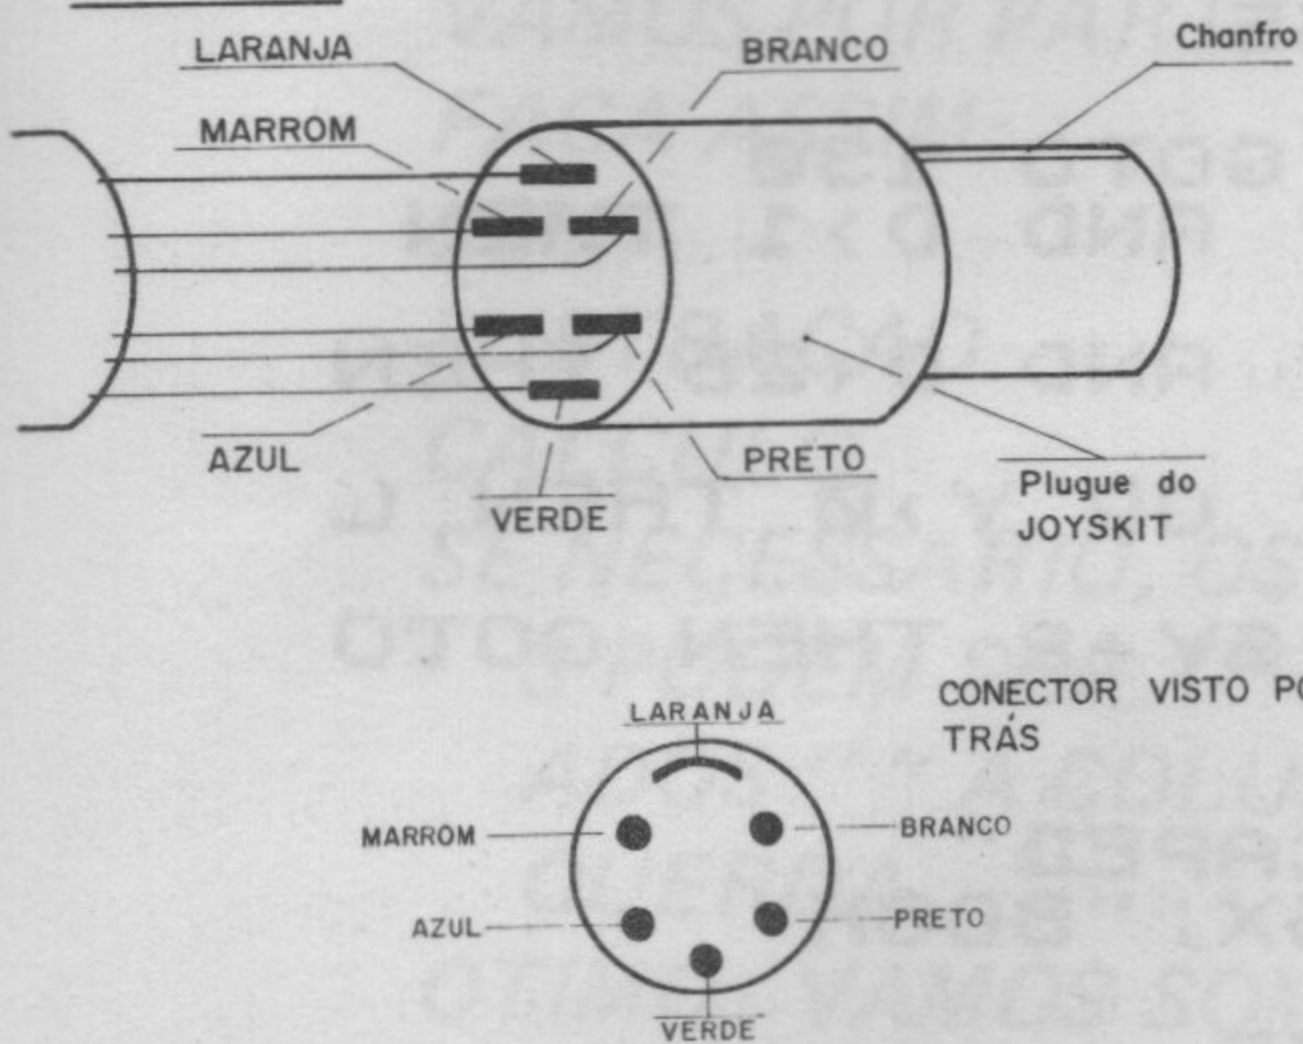 LARANJA
BRANCO
Chanfro
MARROM
AZUL
VERDE
PRETO
Plugue do
JOYSKIT
CONECTOR VISTO
TRÁS
LARANJA
MARROM
BRANCO
AZUL
PRETO
VERDE